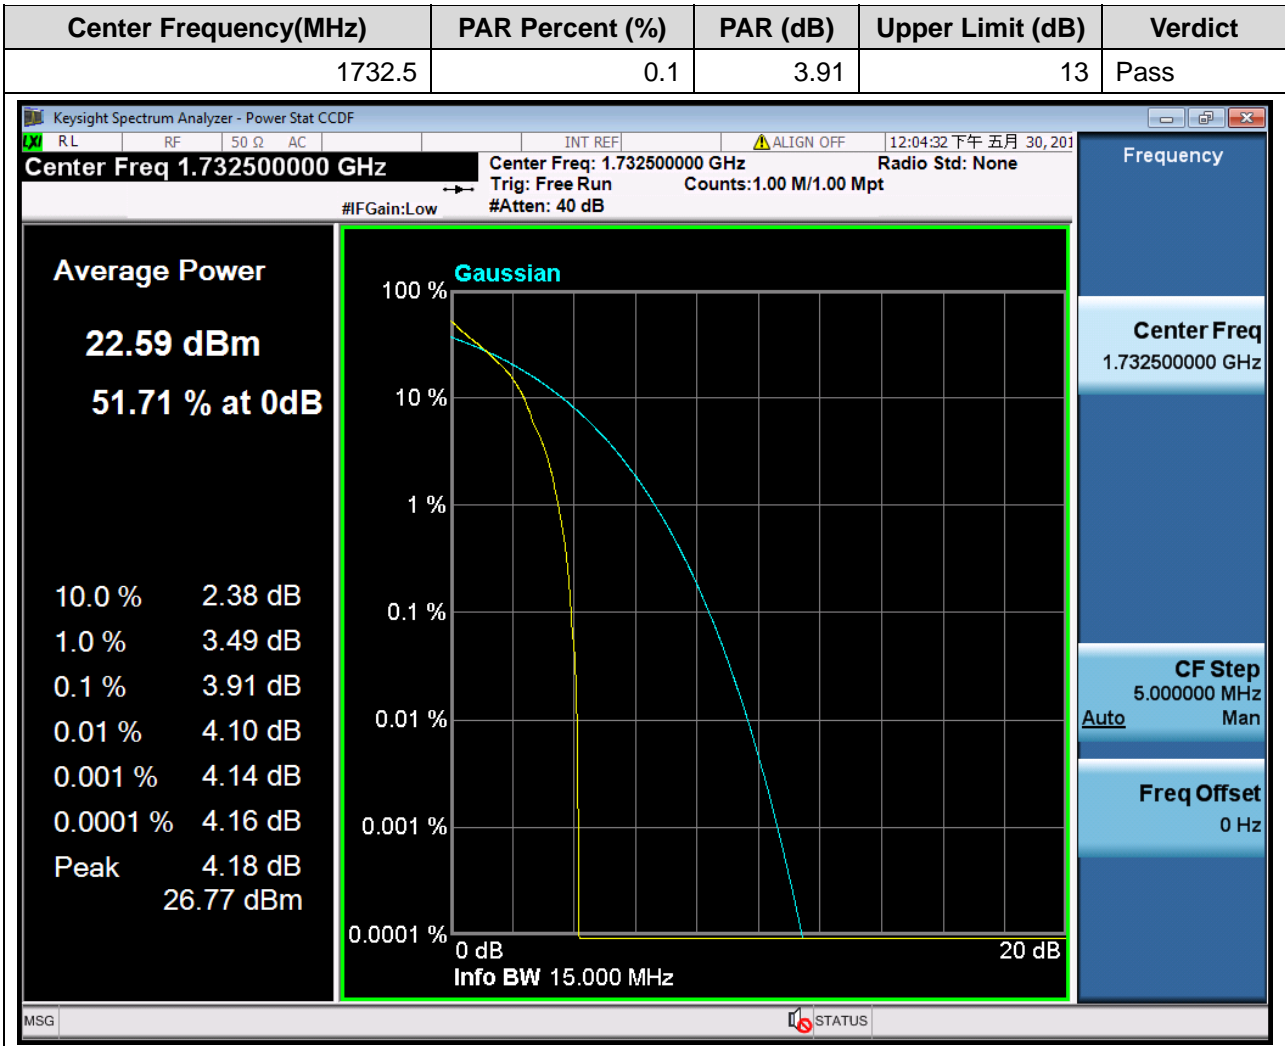 Center Frequency(MHz) PAR Percent (%) PAR (dB) Upper Limit (dB) Verdict
1732.5 0.1 3.91 13 Pass
Keysight Spectrum Analyzer - Power Stat CCDF
LXI RL RF 50 Ω AC INT REF ALIGN OFF 12:04:32 下午 五月 30, 201
Center Freq 1.732500000 GHz
Center Freq: 1.732500000 GHz Radio Std: None
Trig: Free Run Counts:1.00 M/1.00 Mpt
#IFGain:Low #Atten: 40 dB
Frequency
Average Power
22.59 dBm
51.71 % at 0dB
10.0 % 2.38 dB
1.0 % 3.49 dB
0.1 % 3.91 dB
0.01 % 4.10 dB
0.001 % 4.14 dB
0.0001 % 4.16 dB
Peak 4.18 dB
26.77 dBm
Gaussian
100 %
10 %
1 %
0.1 %
0.01 %
0.001 %
0.0001 %
0 dB 20 dB
Info BW 15.000 MHz
Center Freq
1.732500000 GHz
CF Step
5.000000 MHz
Auto Man
Freq Offset
0 Hz
MSG STATUS